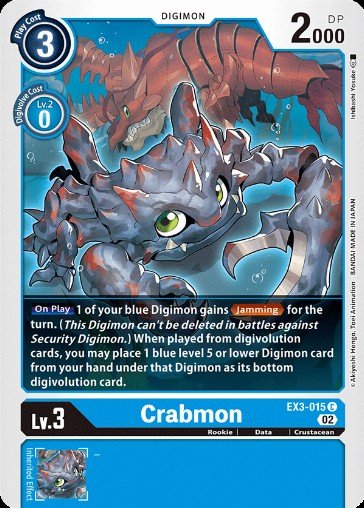 Play Cost
3
DIGIMON
2000
DP
Digivolve Cost
Lv.2
0
Ishibashi Yosuke
On Play 1 of your blue Digimon gains Jamming for the
turn. (This Digimon can't be deleted in battles against
Security Digimon.) When played from digivolution
cards, you may place 1 blue level 5 or lower Digimon card
from your hand under that Digimon as its bottom
digivolution card.
© Akiyoshi Hongo, Toei Animation BANDAI MADE IN JAPAN
Lv.3
Crabmon
EX3-015 C
02
Rookie | Data | Crustacean
Inherited Effect
–